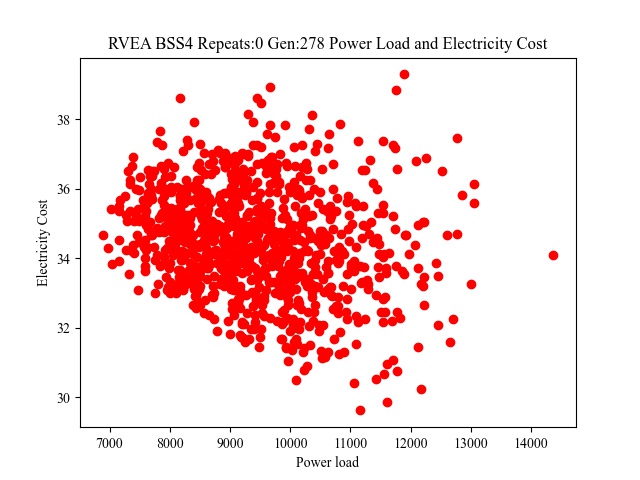 RVEA BSS4 Repeats:0 Gen:278 Power Load and Electricity Cost
38
36
34
32
30
Electricity Cost
7000 8000 9000 10000 11000 12000 13000 14000
Power load